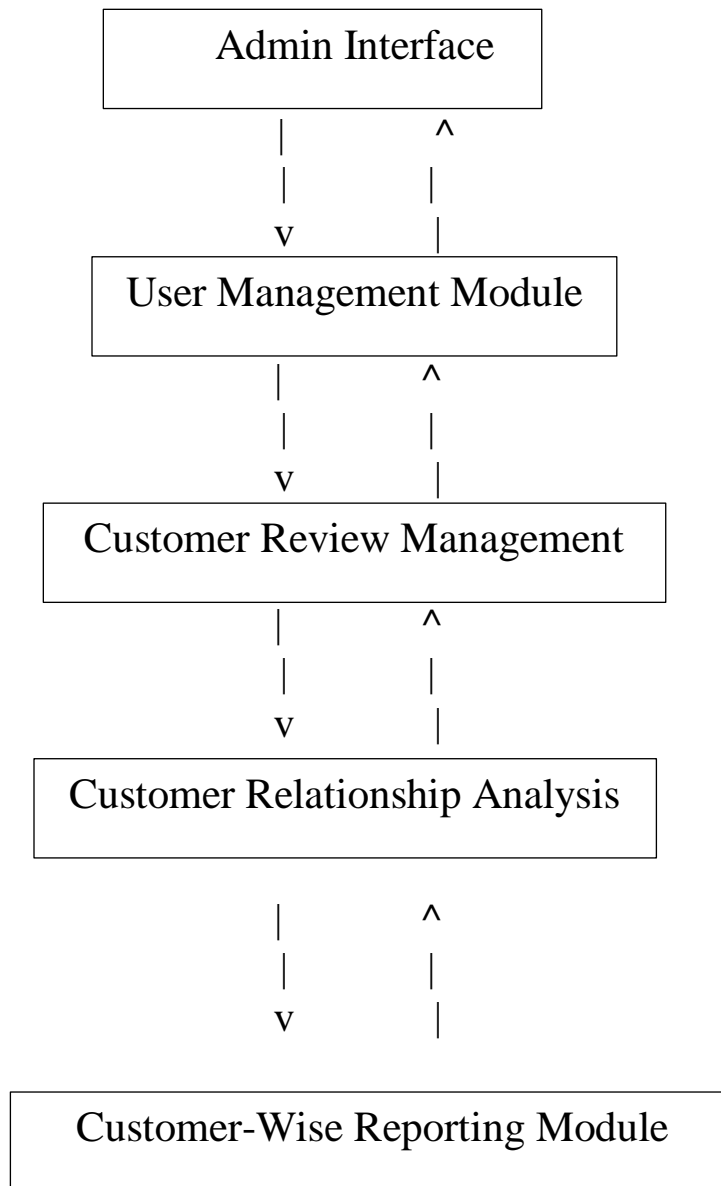 Admin Interface
| ^
| |
v |
User Management Module
| ^
| |
v |
Customer Review Management
| ^
| |
v |
Customer Relationship Analysis
| ^
| |
v |
Customer-Wise Reporting Module